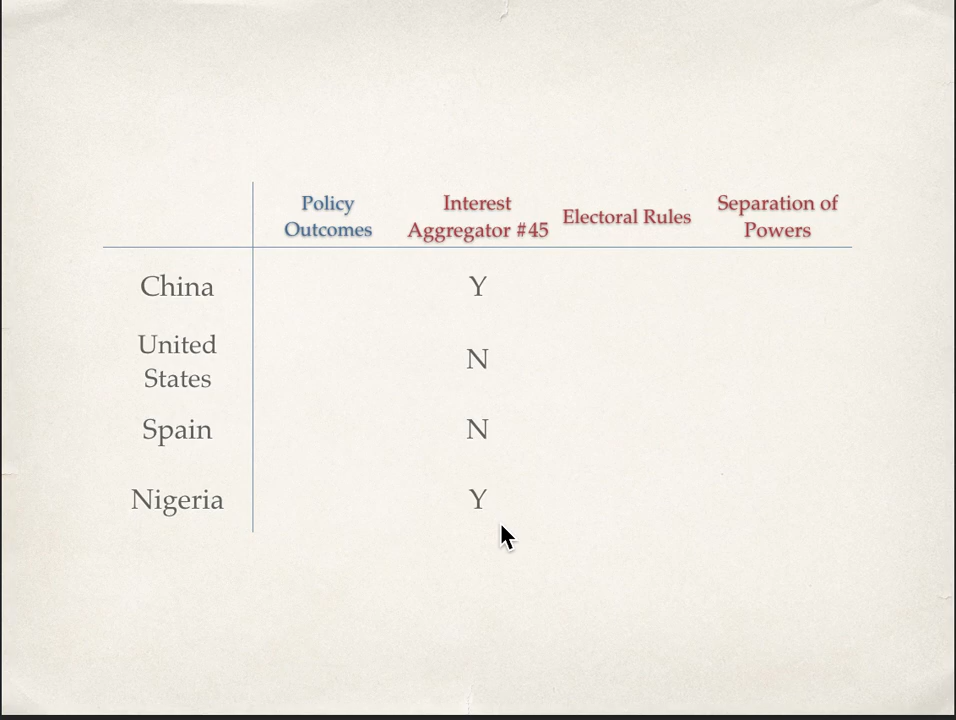 Policy Outcomes
Interest Aggregator #45
Electoral Rules
Separation of Powers
China Y
United States N
Spain N
Nigeria Y